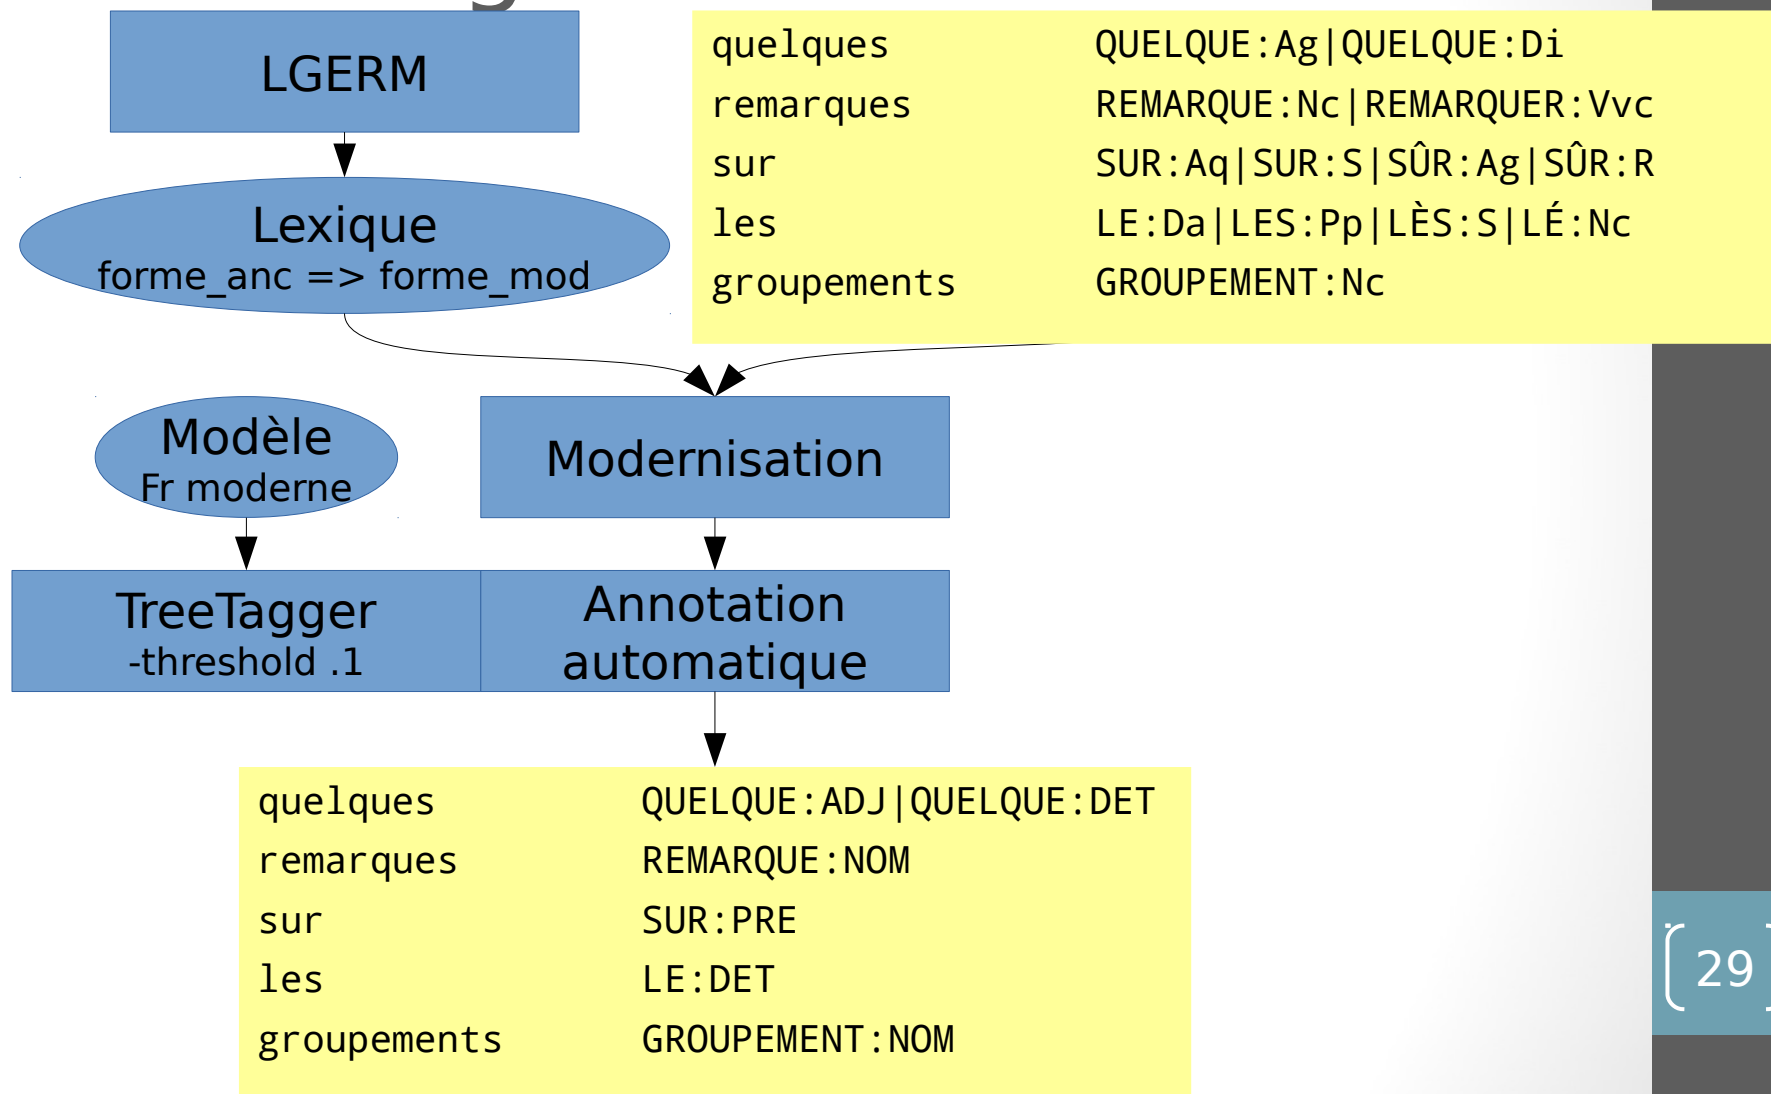 LGERM
Lexique
forme_anc => forme_mod
quelques QUELQUE:Ag|QUELQUE:Di
remarques REMARQUE:Nc|REMARQUER:Vvc
sur SUR:Aq|SUR:S|SÛR:Ag|SÛR:R
les LE:Da|LES:Pp|LÈS:S|LÉ:Nc
groupements GROUPEMENT:Nc
Modèle
Fr moderne
Modernisation
TreeTagger
-threshold .1
Annotation
automatique
quelques QUELQUE:ADJ|QUELQUE:DET
remarques REMARQUE:NOM
sur SUR:PRE
les LE:DET
groupements GROUPEMENT:NOM
29